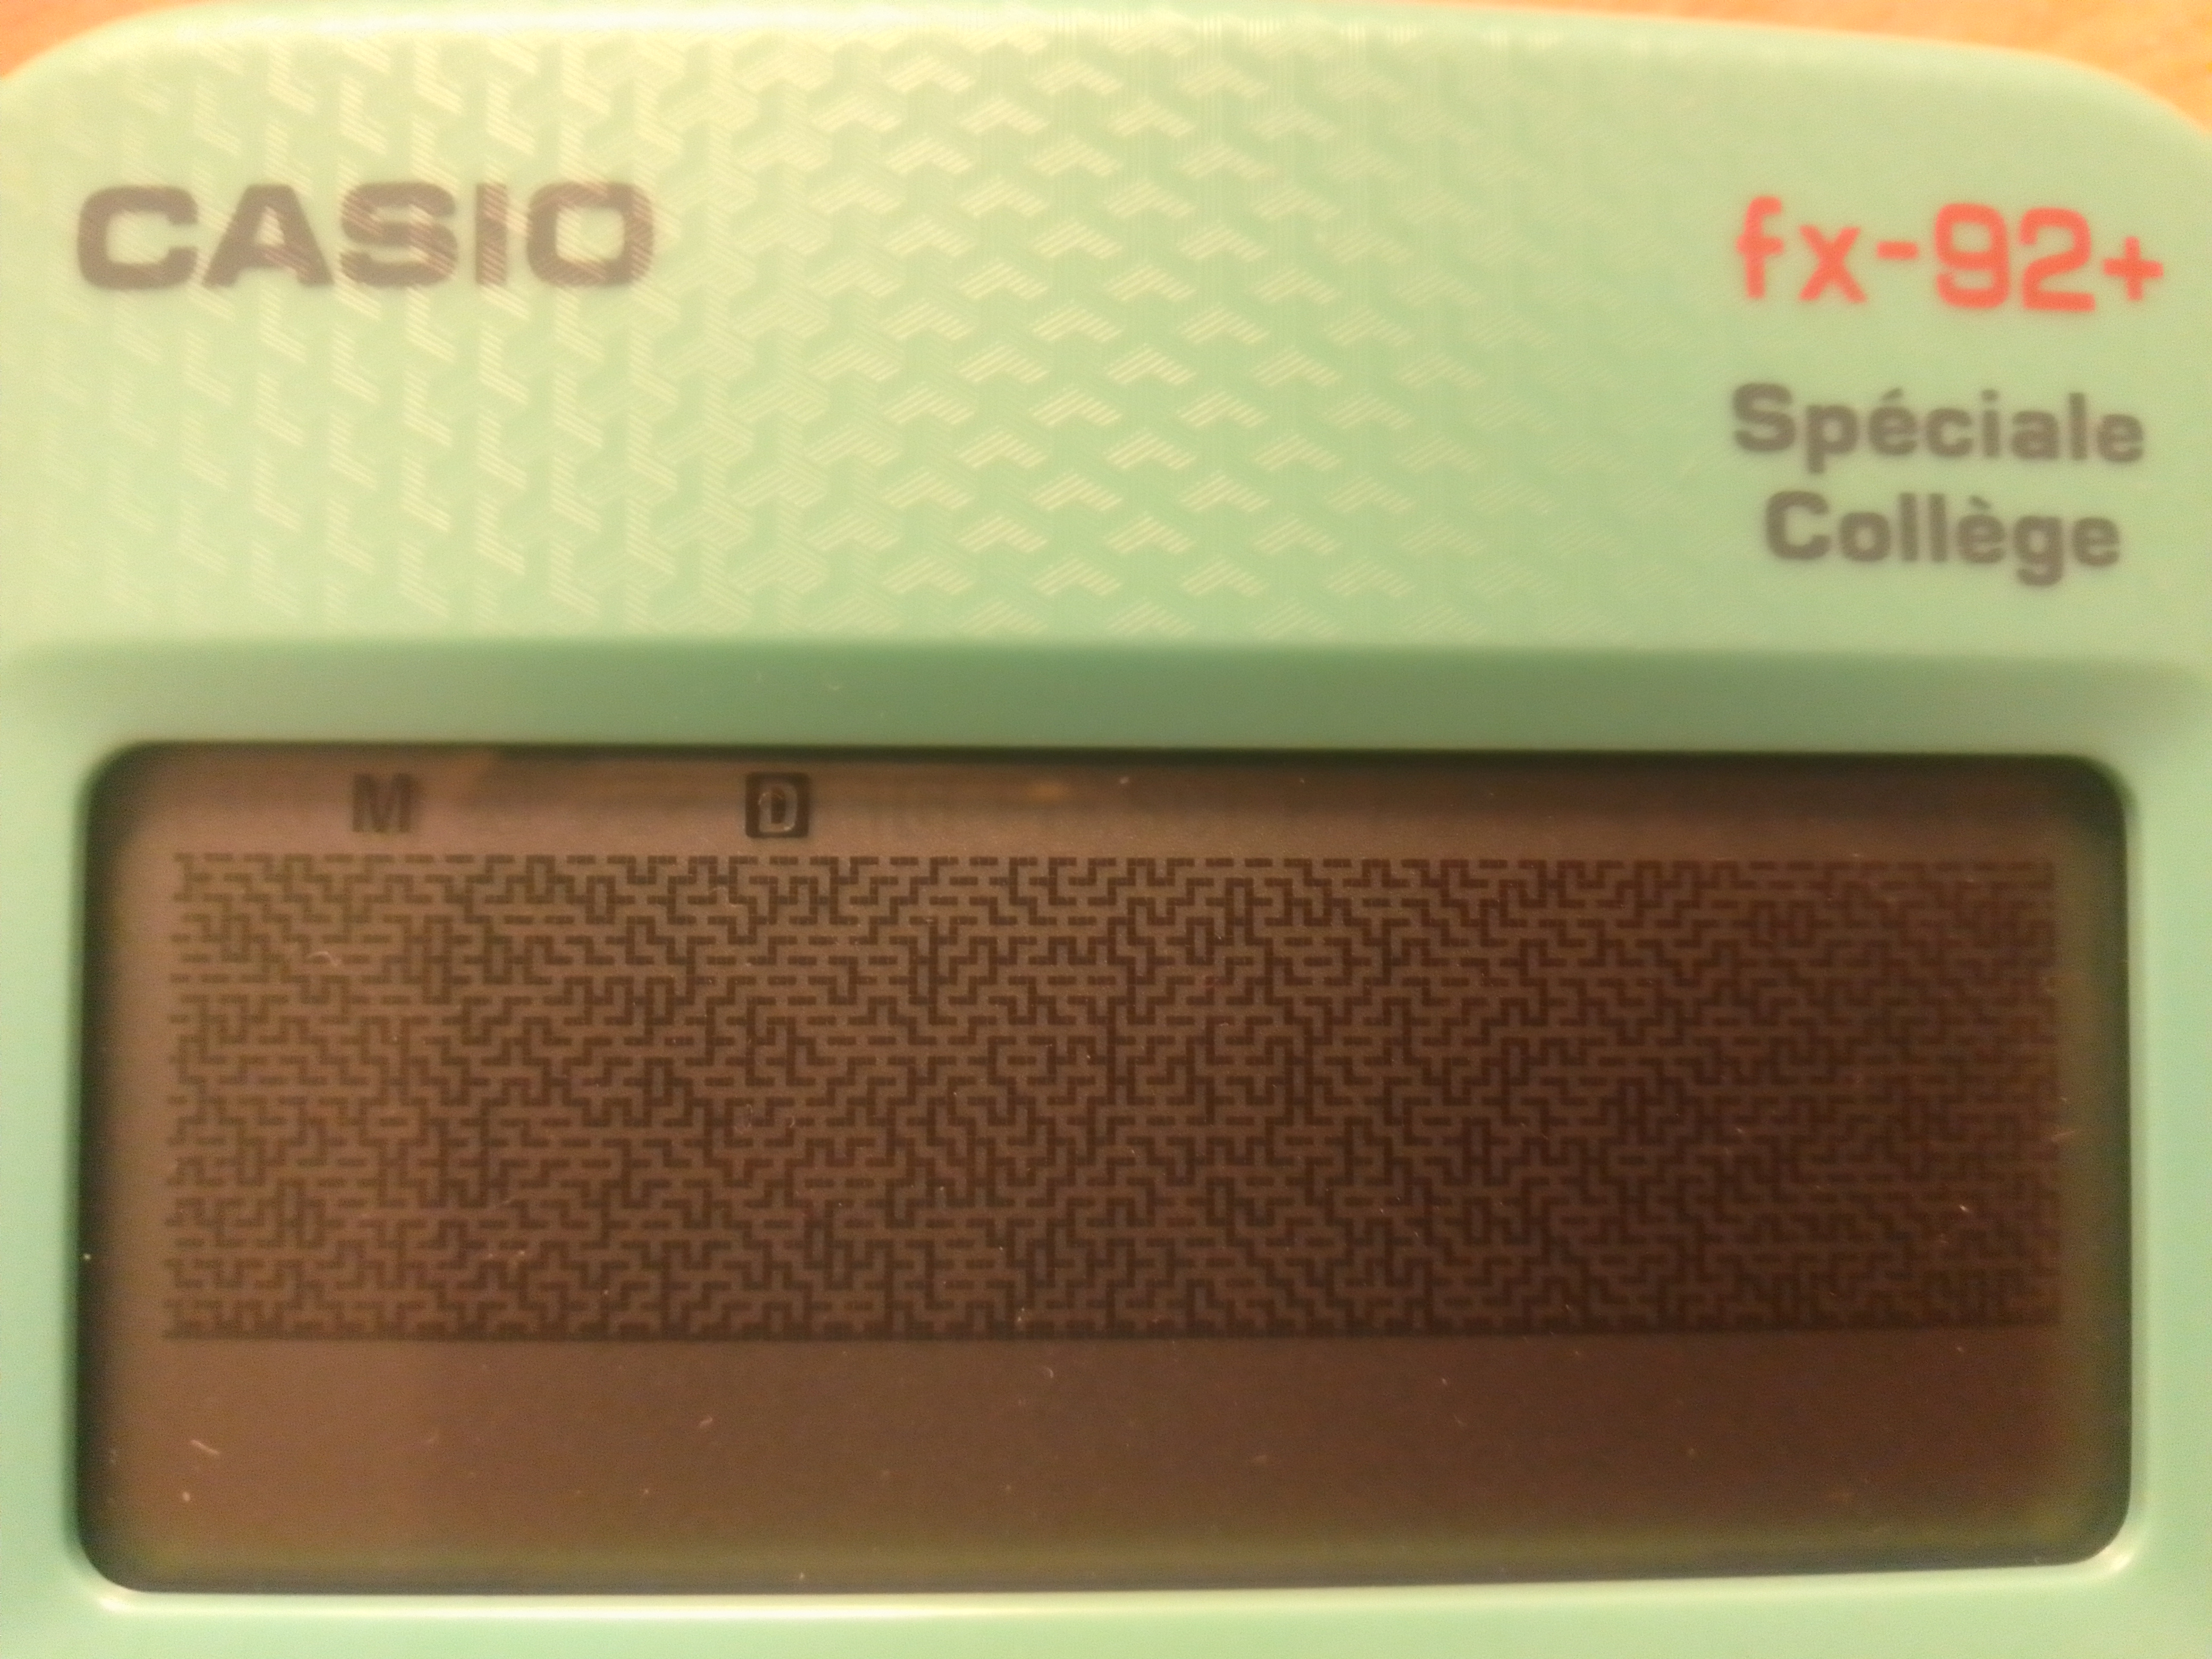 CASIO
fx-92+
Spéciale
Collège
M D